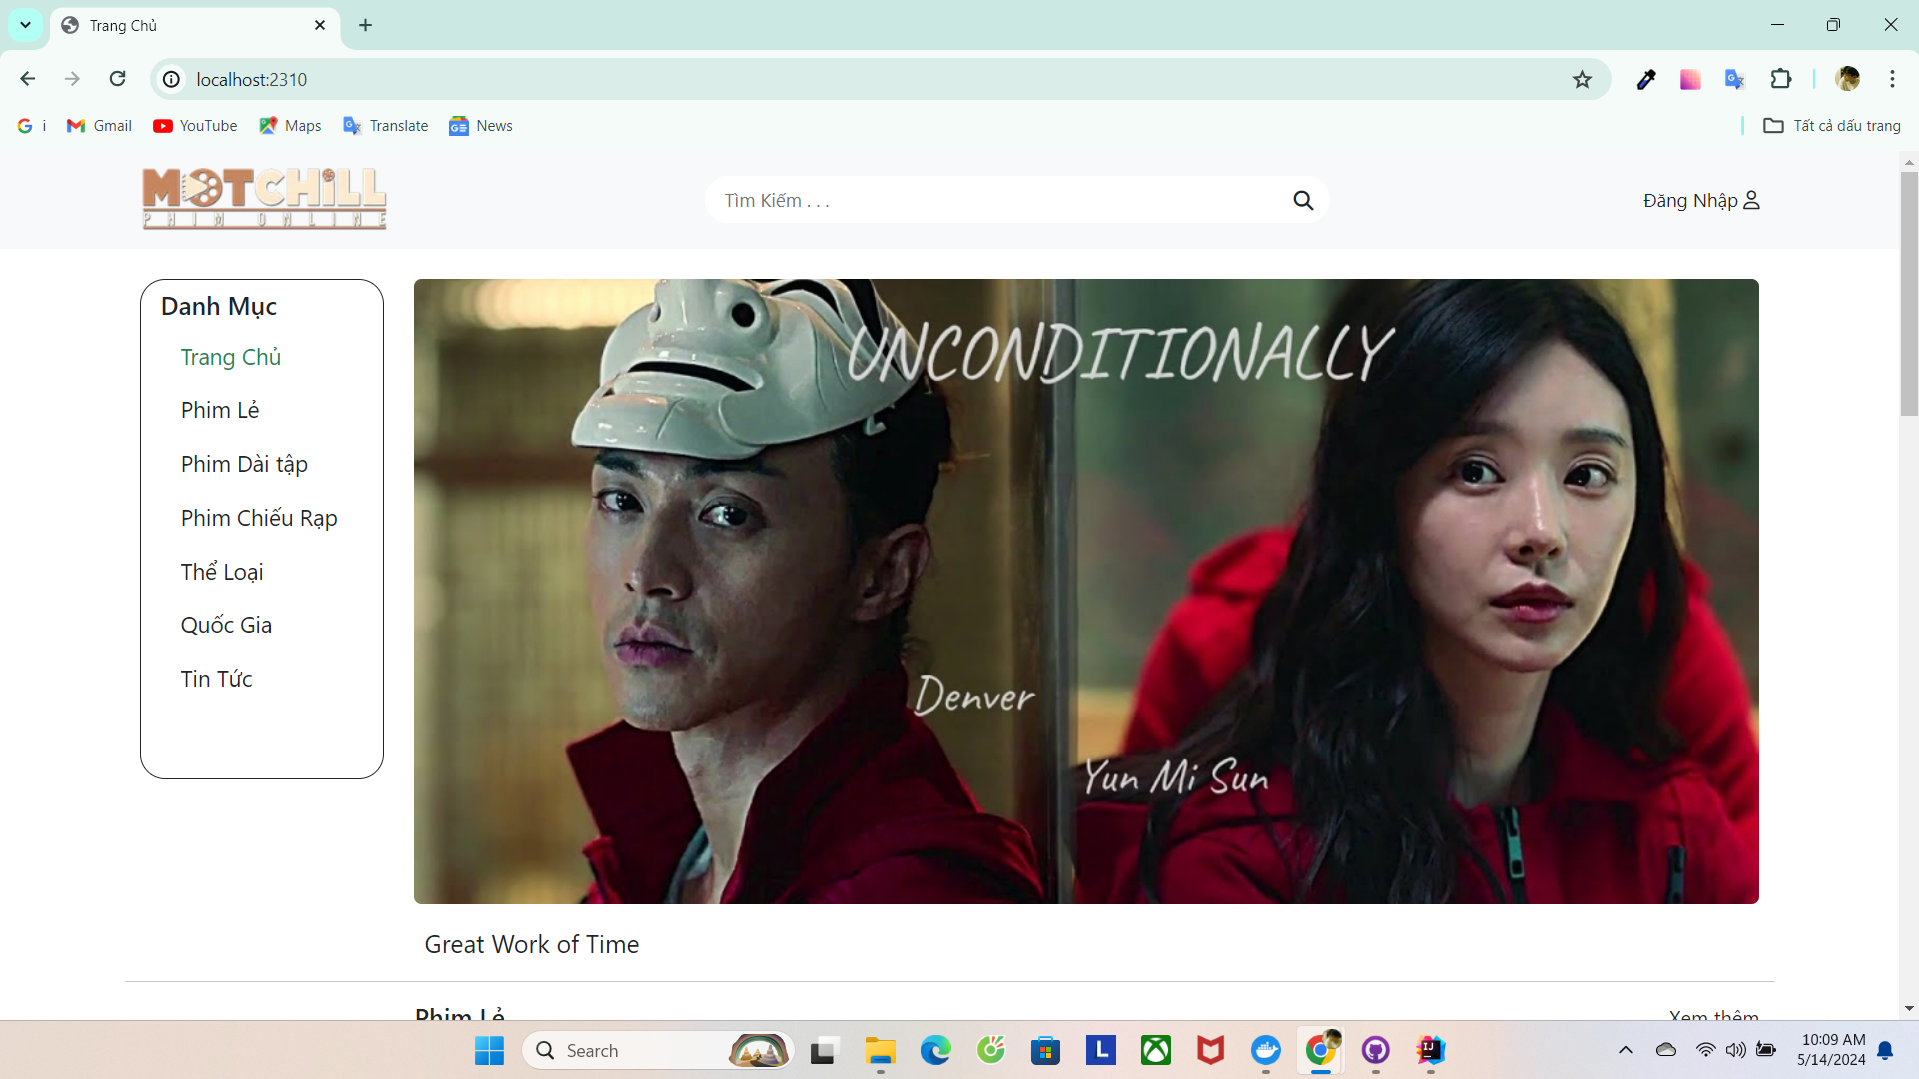 Trang Chủ
localhost:2310
i
Gmail
YouTube
Maps
Translate
News
Tất cả dấu trang
MOTCHILL
PHIM ONLINE
Tìm Kiếm . . .
Đăng Nhập
Danh Mục
Trang Chủ
Phim Lẻ
Phim Dài tập
Phim Chiếu Rạp
Thể Loại
Quốc Gia
Tin Tức
UNCONDITIONALLY
Denver
Yun Mi Sun
Great Work of Time
Phim Lẻ
Xem thêm
Search
L
IJ
10:09 AM
5/14/2024